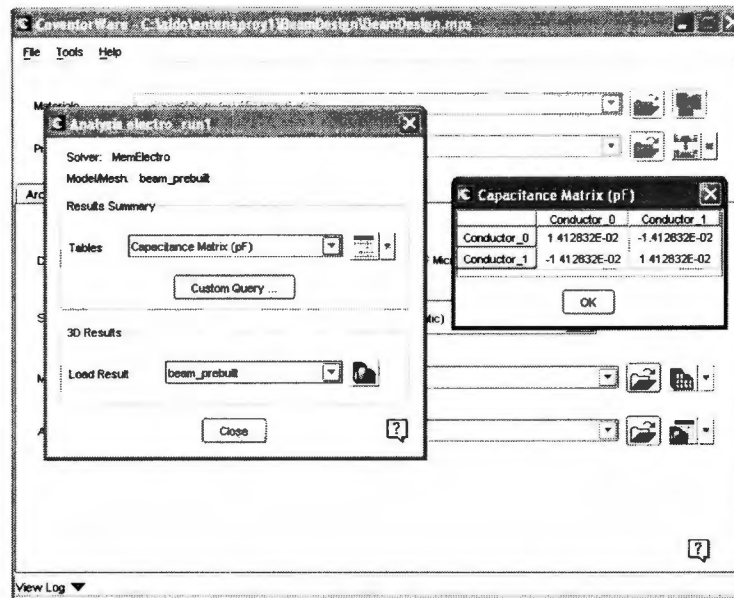 CoventorWare - C:\aldo\antenaproy1\BeamDesign\BeamDesign.mps
File Tools Help
Materials
Analysis electro_run1
Solver: MemElectro
Model/Mesh: beam_prebuilt
Results Summary
Tables Capacitance Matrix (pF)
Custom Query ...
3D Results
Load Result beam_prebuilt
Close
Capacitance Matrix (pF)
Conductor_0 Conductor_1
Conductor_0 1.412832E-02 -1.412832E-02
Conductor_1 -1.412832E-02 1.412832E-02
OK
View Log